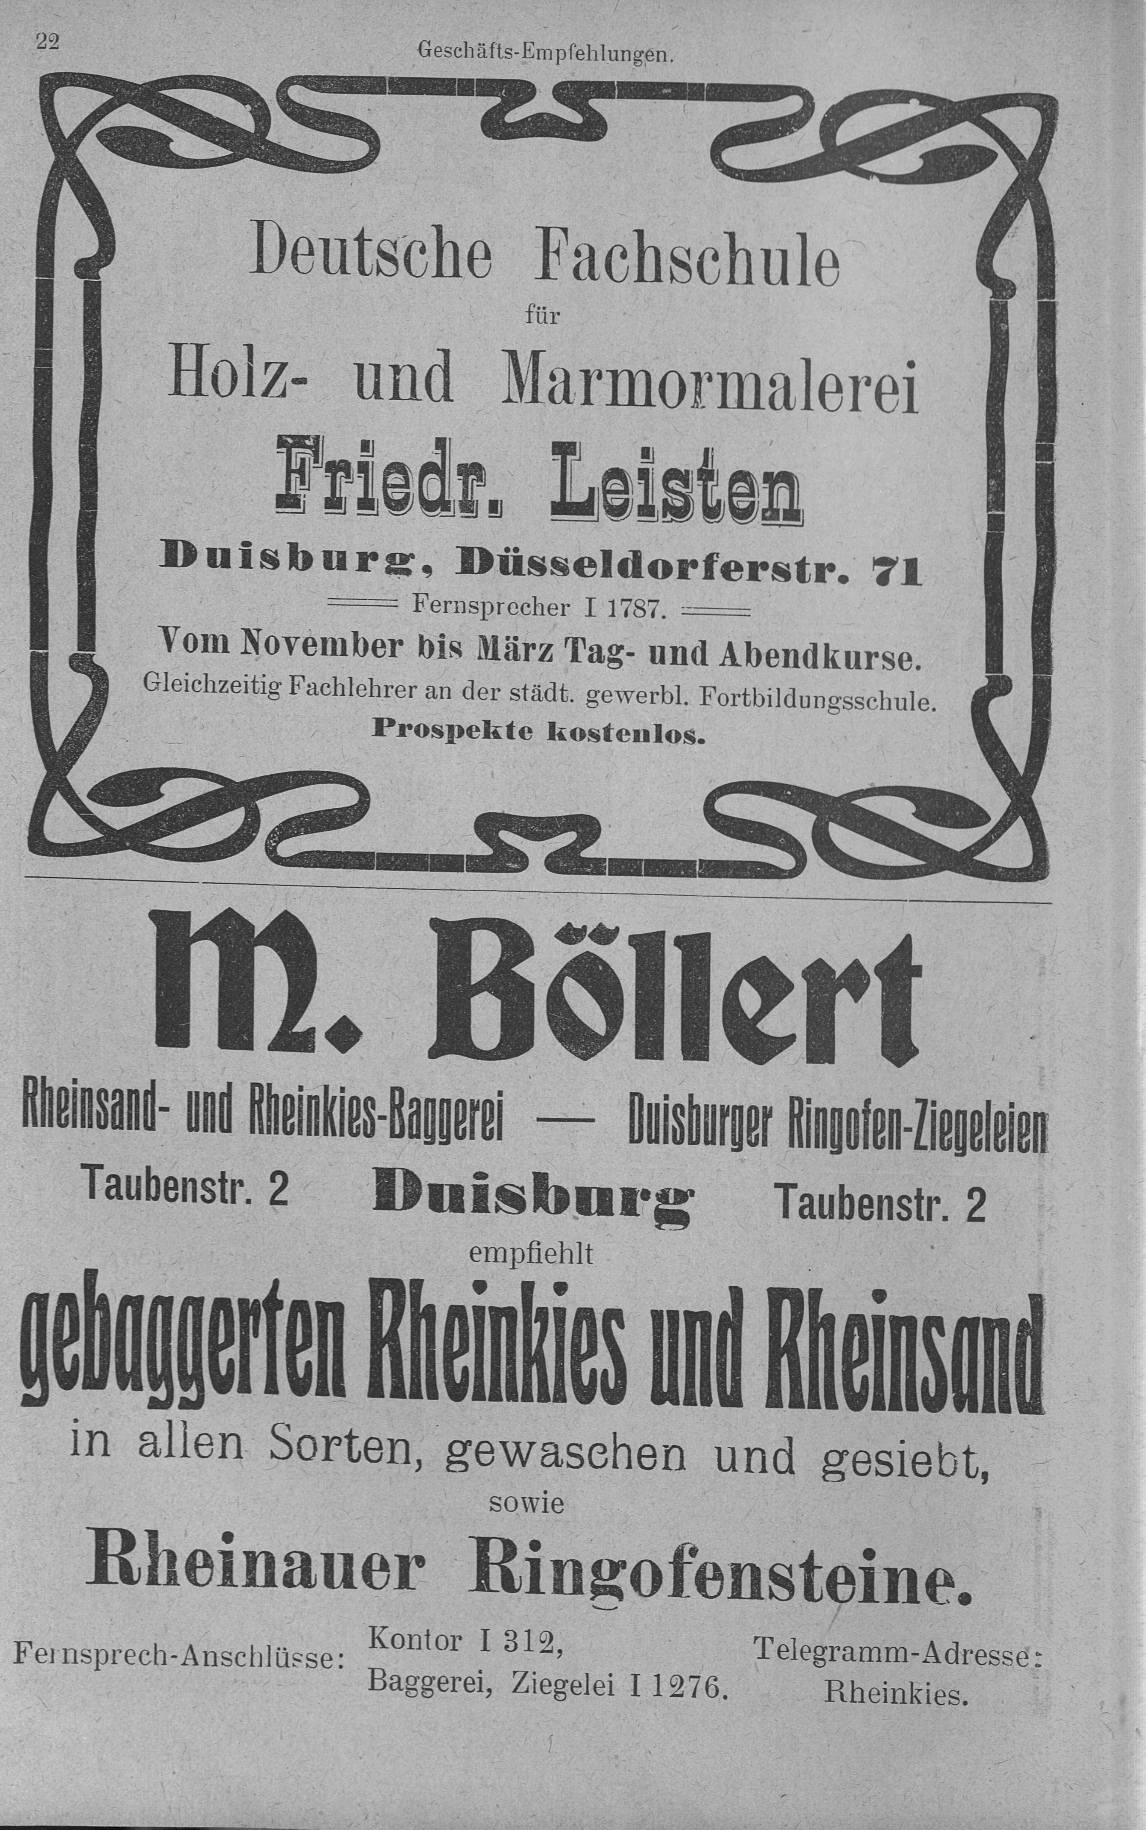 22
Geschäfts-Empfehlungen.
Deutsche Fachschule
für
Holz- und Marmormalerei
Friedr. Leisten
Duisburg, Düsseldorferstr. 71
Fernsprecher I 1787.
Vom November bis März Tag- und Abendkurse.
Gleichzeitig Fachlehrer an der städt. gewerbl. Fortbildungsschule.
Prospekte kostenlos.
M. Böllert
Rheinsand- und Rheinkies-Baggerei — Duisburger Ringofen-Ziegeleien
Taubenstr. 2 Duisburg Taubenstr. 2
empfiehlt
gebaggerten Rheinkies und Rheinsand
in allen Sorten, gewaschen und gesiebt,
sowie
Rheinauer Ringofensteine.
Fernsprech-Anschlüsse: Kontor I 312,
Baggerei, Ziegelei I 1276.
Telegramm-Adresse:
Rheinkies.